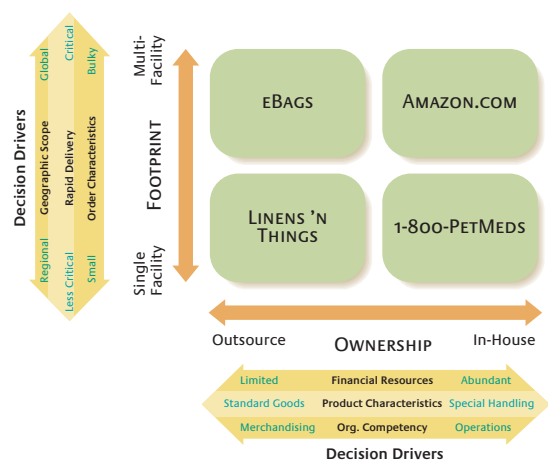 Decision Drivers
Global
Geographic Scope
Regional
Critical
Rapid Delivery
Less Critical
Bulky
Order Characteristics
Small
Multi-
Facility
FOOTPRINT
Single
Facility
EBAGS
AMAZON.COM
LINENS 'N
THINGS
1-800-PETMEDS
Outsource
OWNERSHIP
In-House
Limited Financial Resources Abundant
Standard Goods Product Characteristics Special Handling
Merchandising Org. Competency Operations
Decision Drivers